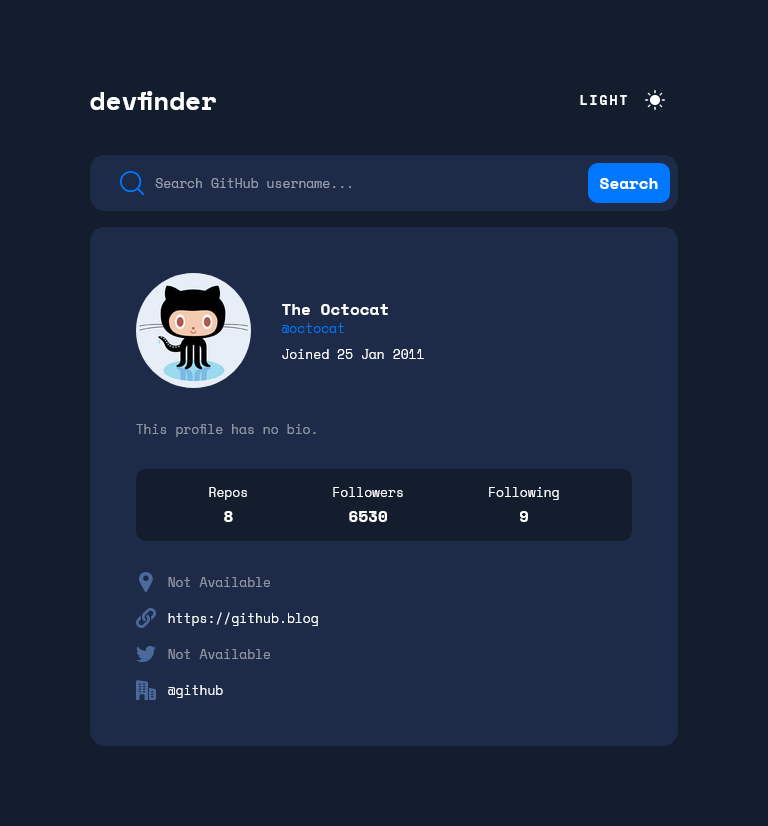 devfinder
LIGHT
Search GitHub username...
Search
The Octocat
@octocat
Joined 25 Jan 2011
This profile has no bio.
Repos Followers Following
8 6530 9
Not Available
https://github.blog
Not Available
@github